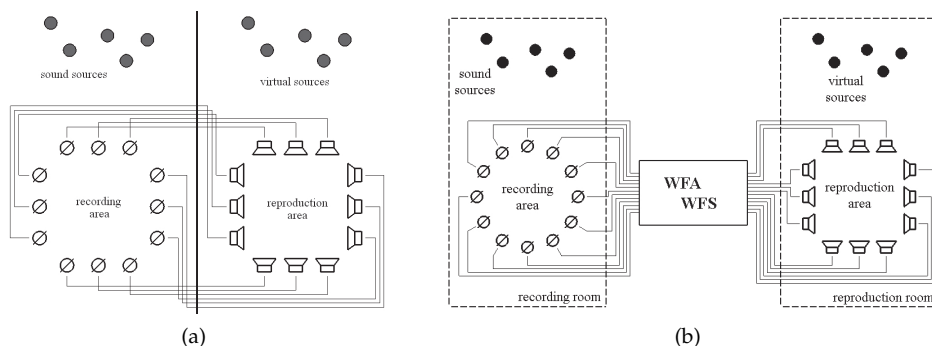 sound sources
virtual sources
recording
area
reproduction
area
(a)
sound
sources
virtual
sources
recording
area
WFA
WFS
reproduction
area
recording room
reproduction room
(b)